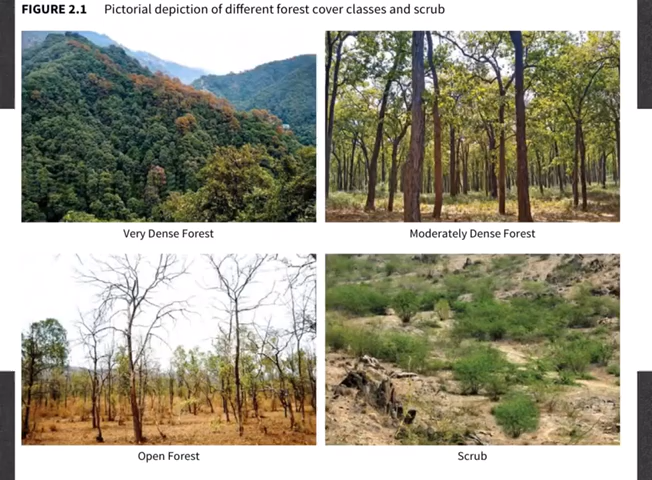 FIGURE 2.1 Pictorial depiction of different forest cover classes and scrub
Very Dense Forest
Moderately Dense Forest
Open Forest
Scrub